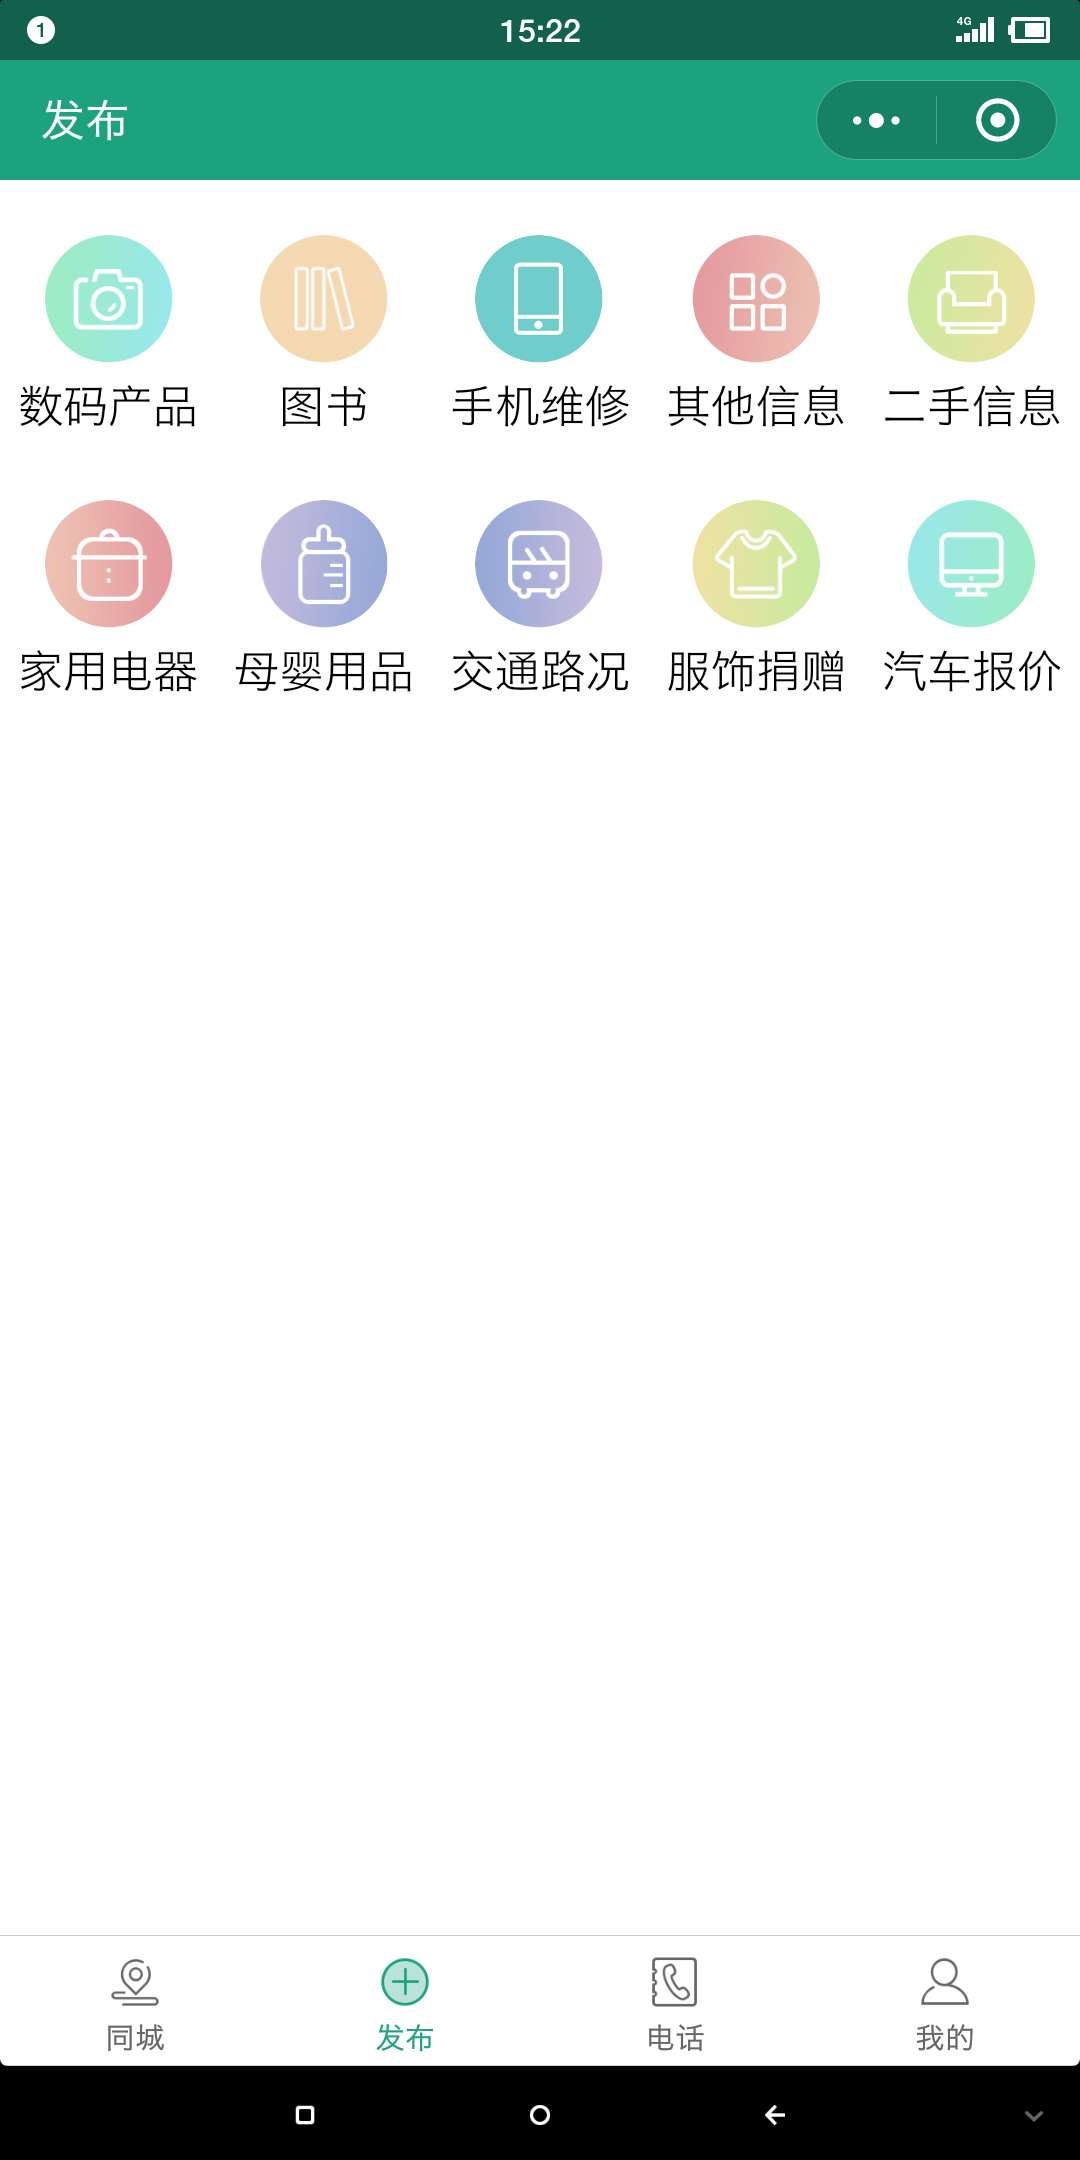 1 15:22 4G
发布
数码产品 图书 手机维修 其他信息 二手信息
家用电器 母婴用品 交通路况 服饰捐赠 汽车报价
同城 发布 电话 我的